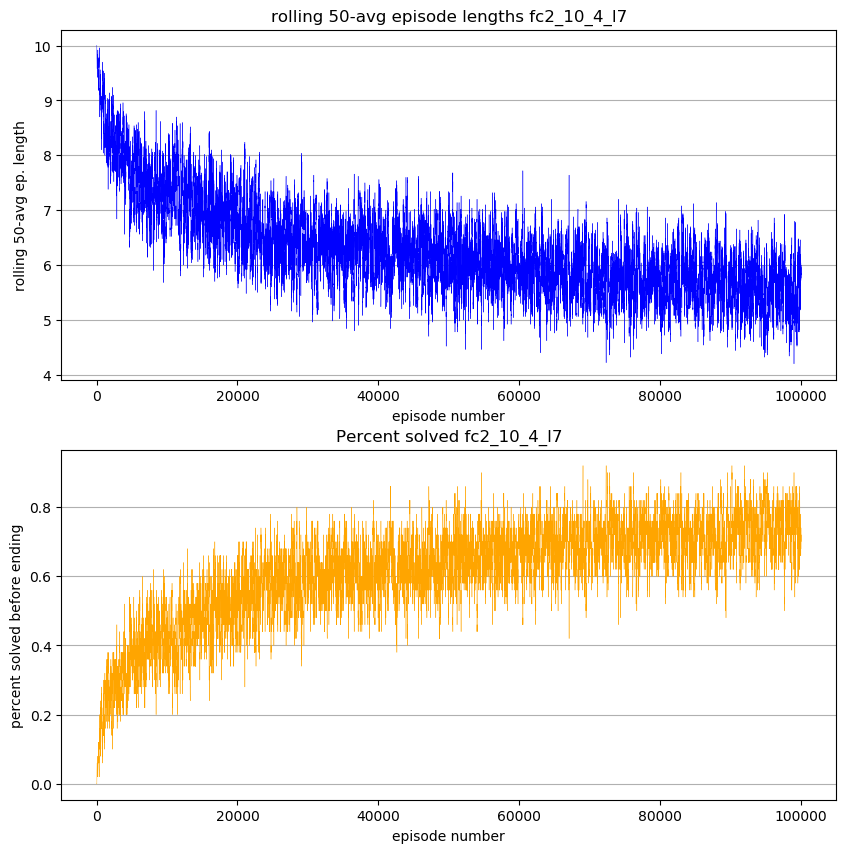 rolling 50-avg episode lengths fc2_10_4_l7
10
9
8
7
6
5
4
rolling 50-avg ep. length
0 20000 40000 60000 80000 100000
episode number
Percent solved fc2_10_4_l7
0.8
0.6
0.4
0.2
0.0
percent solved before ending
0 20000 40000 60000 80000 100000
episode number